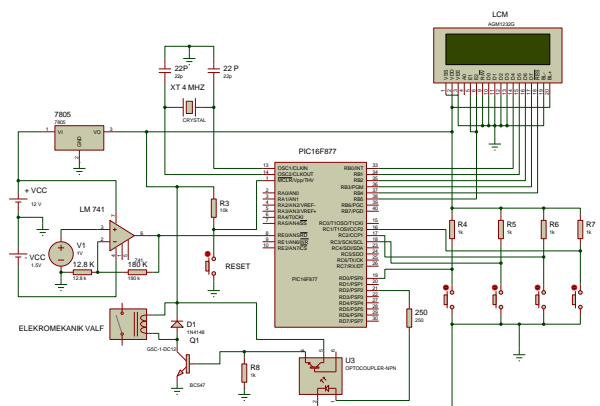 LCM
AGM1232G
22P
22p
22 P
22p
XT 4 MHZ
CRYSTAL
7805
7805
VI
VO
GND
1
3
2
+ VCC
12 V
- VCC
1.5V
LM 741
741
V1
1V
12.8 K
12.8 k
180 K
180 k
R3
10k
RESET
PIC16F877
OSC1/CLKIN
OSC2/CLKOUT
MCLR/Vpp/THV
RA0/AN0
RA1/AN1
RA2/AN2/VREF-
RA3/AN3/VREF+
RA4/T0CKI
RA5/AN4/SS
RE0/AN5/RD
RE1/AN6/WR
RE2/AN7/CS
RB0/INT
RB1
RB2
RB3/PGM
RB4
RB5
RB6/PGC
RB7/PGD
RC0/T1OSO/T1CKI
RC1/T1OSI/CCP2
RC2/CCP1
RC3/SCK/SCL
RC4/SDI/SDA
RC5/SDO
RC6/TX/CK
RC7/RX/DT
RD0/PSP0
RD1/PSP1
RD2/PSP2
RD3/PSP3
RD4/PSP4
RD5/PSP5
RD6/PSP6
RD7/PSP7
PIC16F877
R4
1k
R5
1k
R6
1k
R7
1k
ELEKROMEKANIK VALF
G5C-1-DC12
D1
1N4148
Q1
BC547
R8
1k
U3
OPTOCOUPLER-NPN
250
250